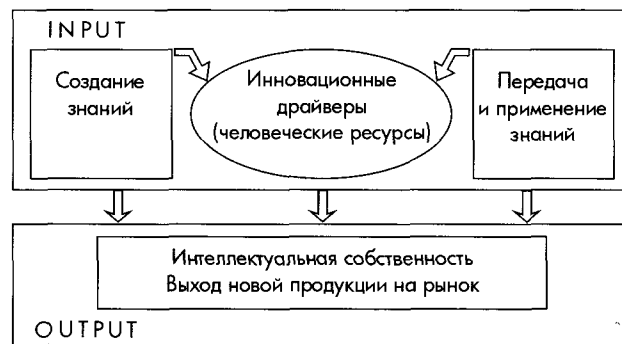 INPUT
Создание
знаний
Инновационные
драйверы
(человеческие ресурсы)
Передача
и применение
знаний
Интеллектуальная собственность
Выход новой продукции на рынок
OUTPUT